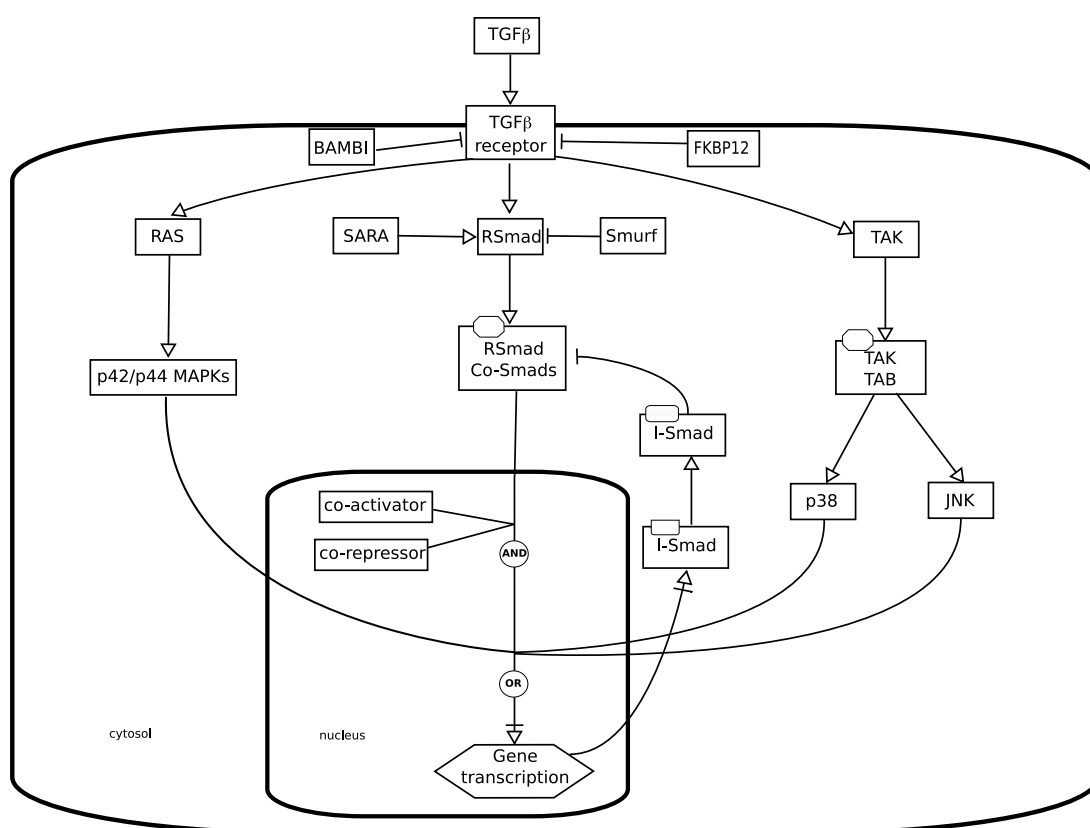 TGFβ
TGFβ
receptor
BAMBI
FKBP12
RAS
SARA
RSmad
Smurf
TAK
RSmad
Co-Smads
TAK
TAB
p42/p44 MAPKs
I-Smad
co-activator
p38
JNK
co-repressor
AND
I-Smad
OR
cytosol
nucleus
Gene
transcription